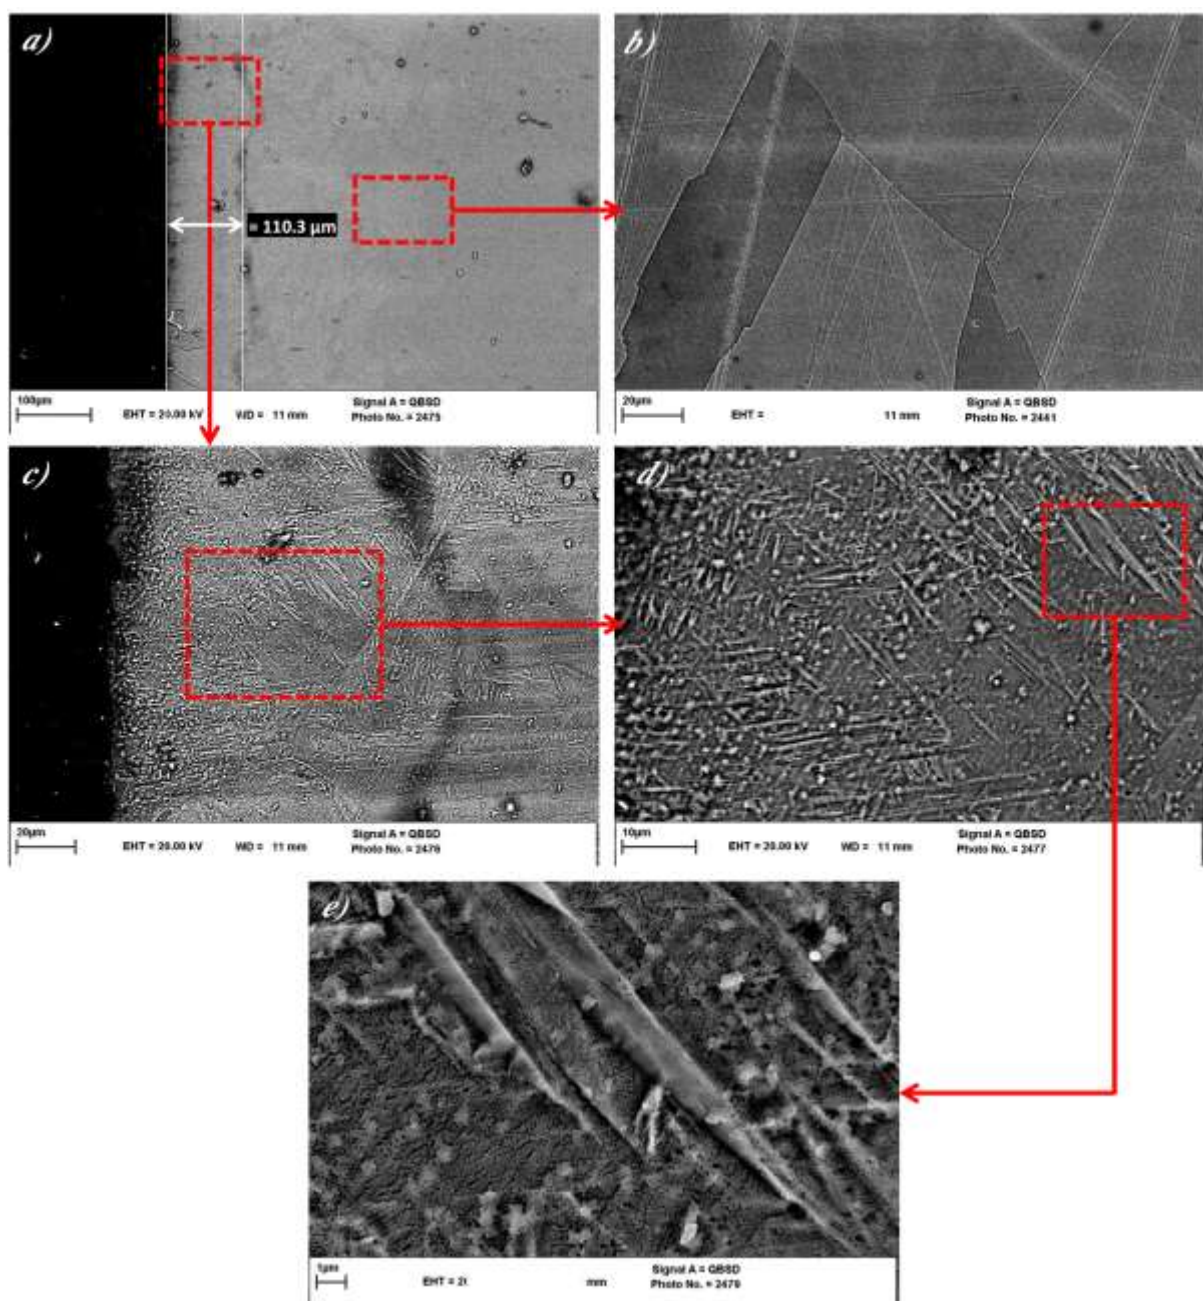 a)
= 110.3 µm
100µm
EHT = 20.00 kV WD = 11 mm
Signal A = QBSD
Photo No. = 2475
b)
20µm
EHT = 11 mm
Signal A = QBSD
Photo No. = 2441
c)
20µm
EHT = 20.00 kV WD = 11 mm
Signal A = QBSD
Photo No. = 2476
d)
10µm
EHT = 20.00 kV WD = 11 mm
Signal A = QBSD
Photo No. = 2477
e)
1µm
EHT = 2( mm
Signal A = QBSD
Photo No. = 2479